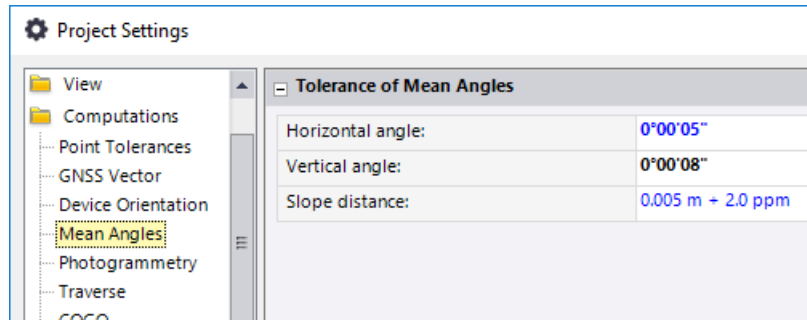 Project Settings
View
Computations
Point Tolerances
GNSS Vector
Device Orientation
Mean Angles
Photogrammetry
Traverse
Tolerance of Mean Angles
Horizontal angle: 0°00'05"
Vertical angle: 0°00'08"
Slope distance: 0.005 m + 2.0 ppm